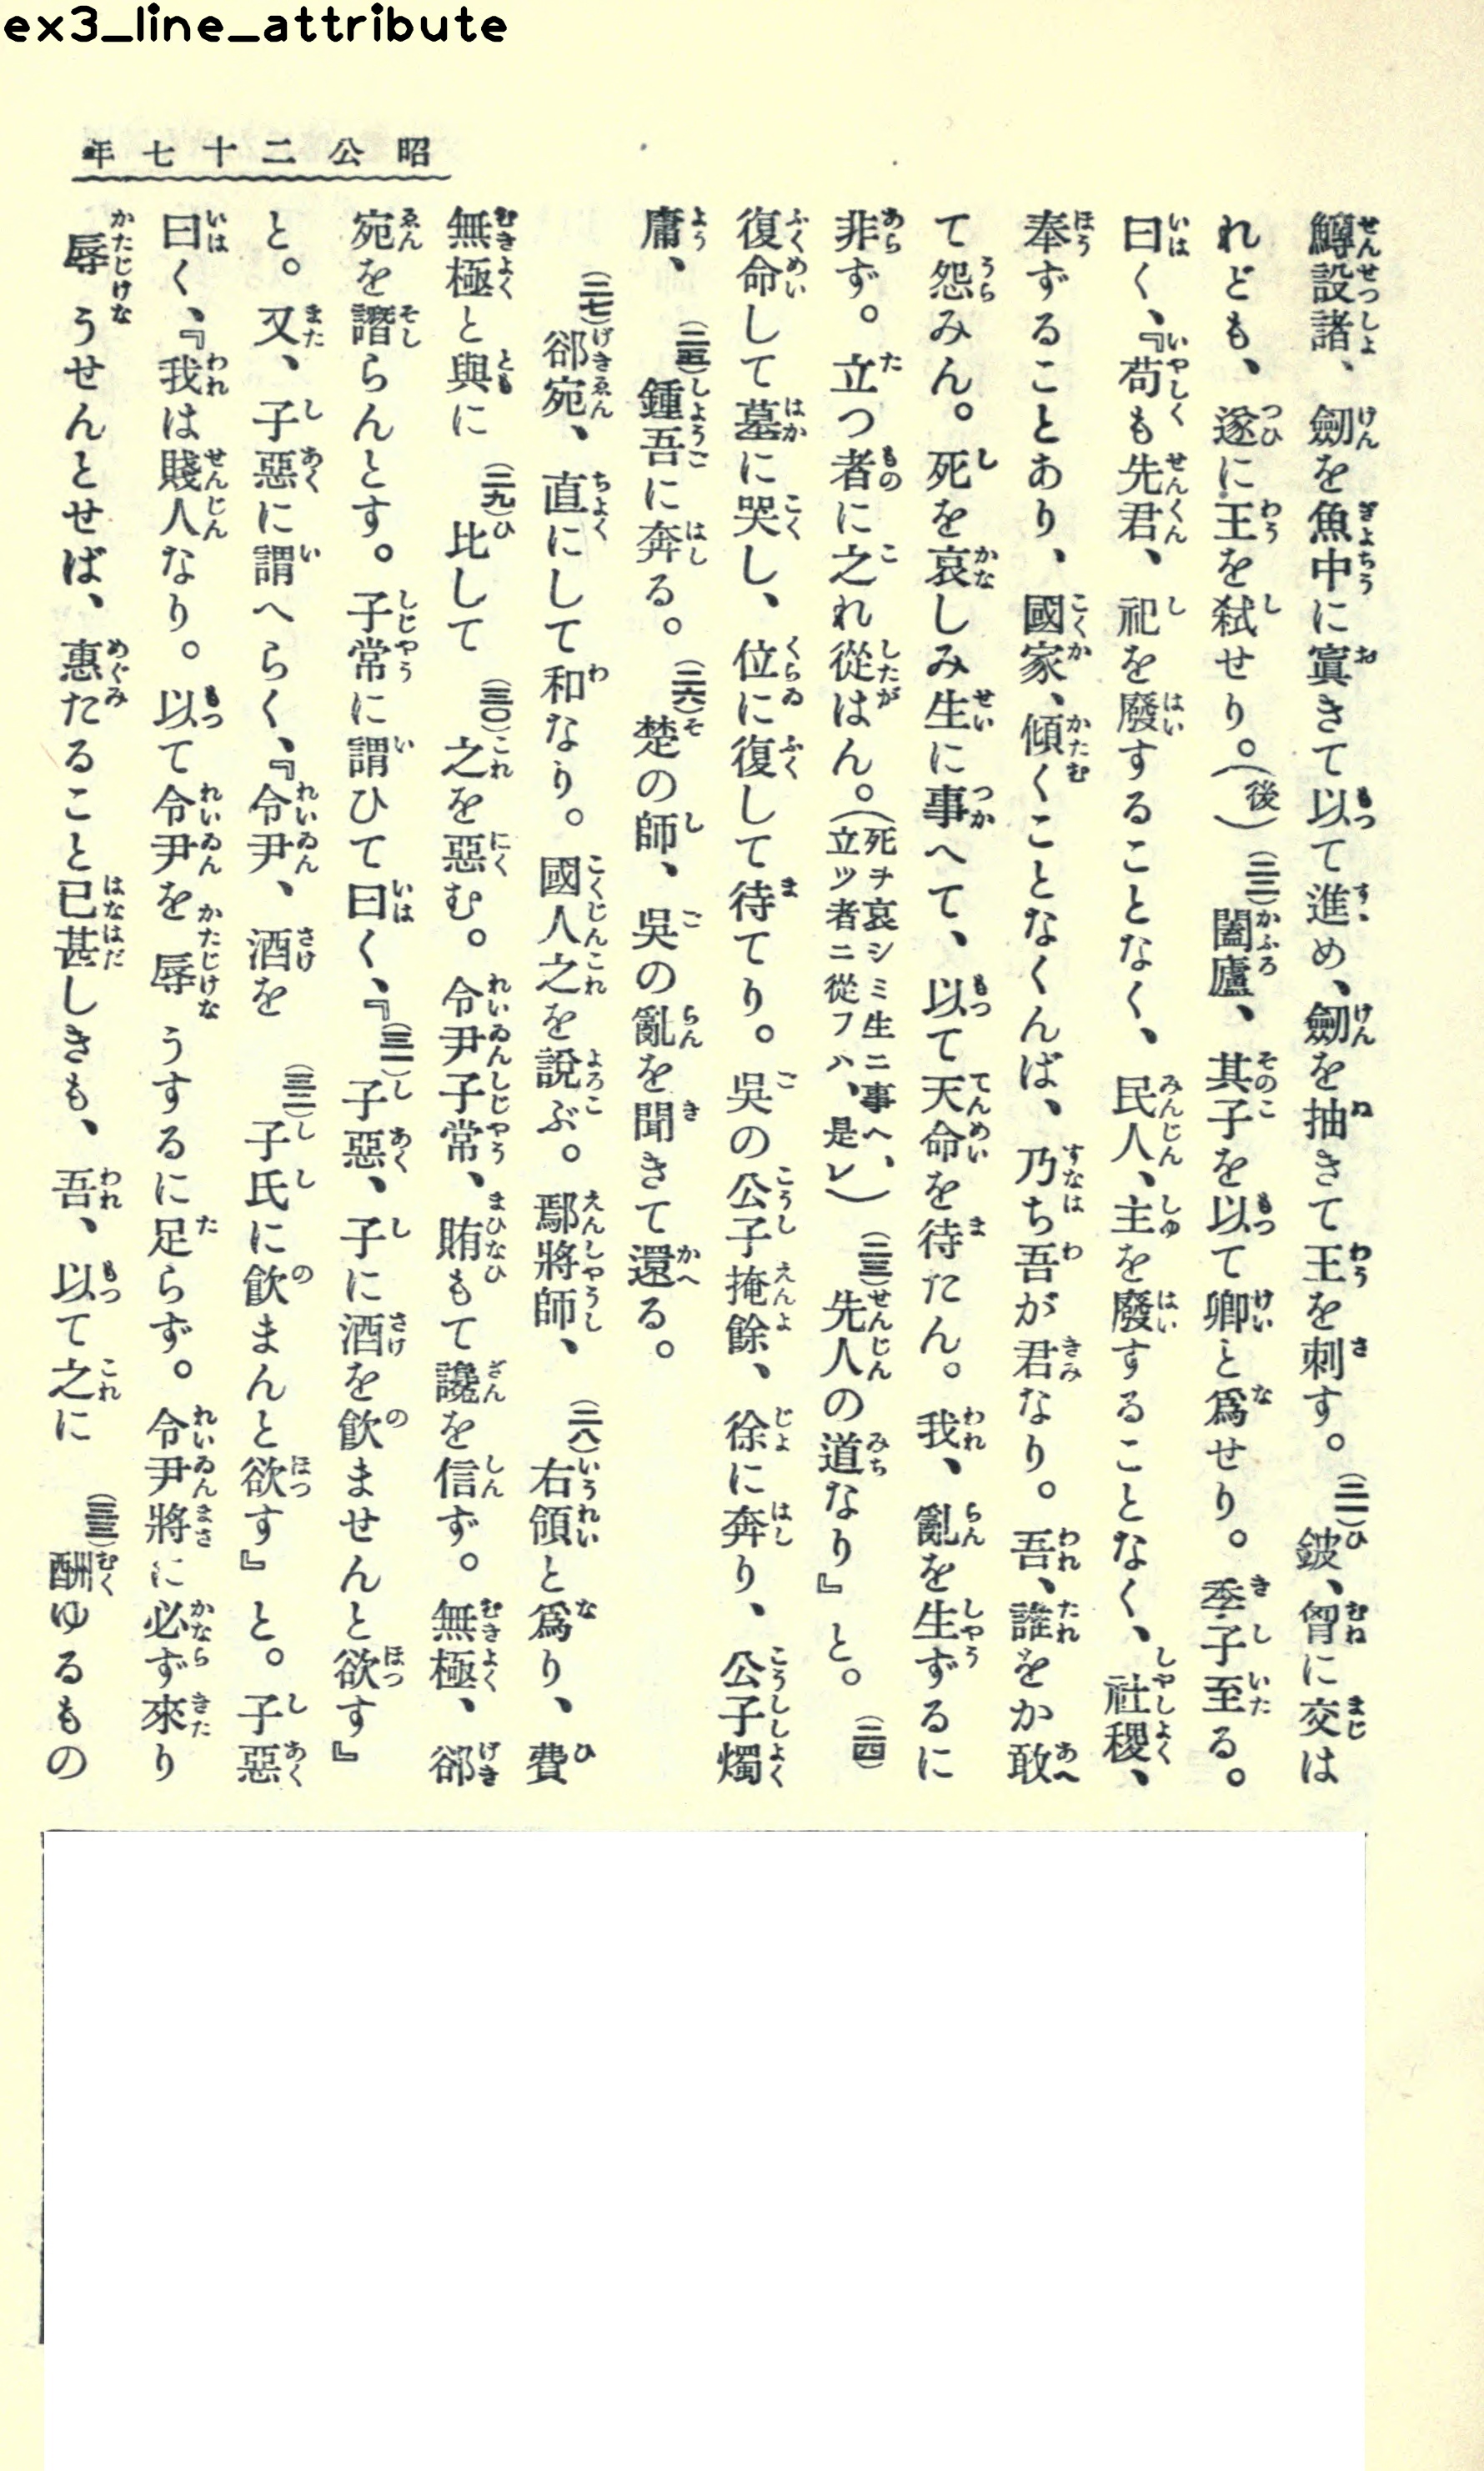 ex3_line_attribute
昭公二十七年
鱄設諸、劒を魚中に寘きて以て進め、劒を抽きて王を刺す。(二一)鈹、胷に交は
れども、遂に王を弑せり。(後)(二二)闔廬、其子を以て卿と爲せり。季子至る。
曰く、『苟も先君、祀を廢することなく、民人、主を廢することなく、社稷、
奉ずることあり、國家、傾くことなくんば、乃ち吾が君なり。吾、誰をか敢
て怨みん。死を哀しみ生に事へて、以て天命を待たん。我、亂を生ずるに
非ず。立つ者に之れ從はん。(死ヲ哀シミ生ニ事ヘ、立ツ者ニ從フハ、是レ)(二三)先人の道なり』と。(二四)
復命して墓に哭し、位に復して待てり。吳の公子掩餘、徐に奔り、公子燭
庸、(二五)鍾吾に奔る。(二六)楚の師、吳の亂を聞きて還る。
(二七)郤宛、直にして和なり。國人之を說ぶ。鄢將師、(二八)右領と爲り、費
無極と與に(二九)比して(三〇)之を惡む。令尹子常、賄もて讒を信ず。無極、郤
宛を譖らんとす。子常に謂ひて曰く、『(三一)子惡、子に酒を飮ませんと欲す』
と。又、子惡に謂へらく、『令尹、酒を(三二)子氏に飮まんと欲す』と。子惡
曰く、『我は賤人なり。以て令尹を辱うするに足らず。令尹將に必ず來り
辱うせんとせば、惠たること已甚しきも、吾、以て之に(三三)酬ゆるもの